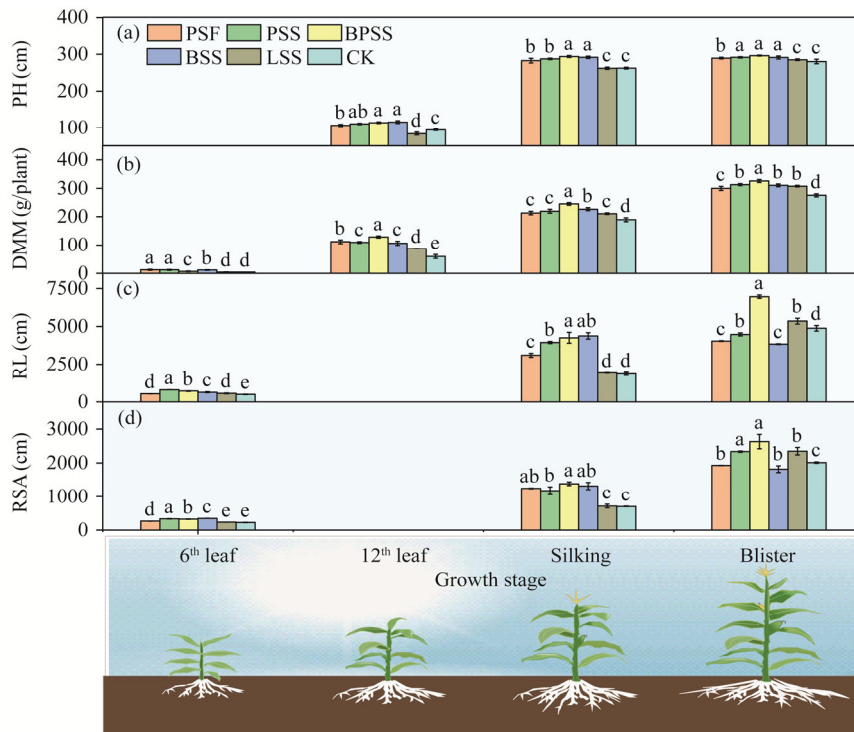 400
(a)
PSF PSS BPSS
BSS LSS CK
300
200
100
PH (cm)
b ab a a d c
b b a a c c
b a a a c c
400
(b)
300
200
100
0
DMM (g/plant)
a a c b d d
b c a c d e
c c a b c d
c b a b b d
7500
(c)
5000
2500
0
RL (cm)
d a b c d e
c b a ab d d
c b a c b d
3000
(d)
2000
1000
0
RSA (cm)
d a b c e e
ab b a ab c c
b a a b b c
6th leaf 12th leaf Silking Blister
Growth stage